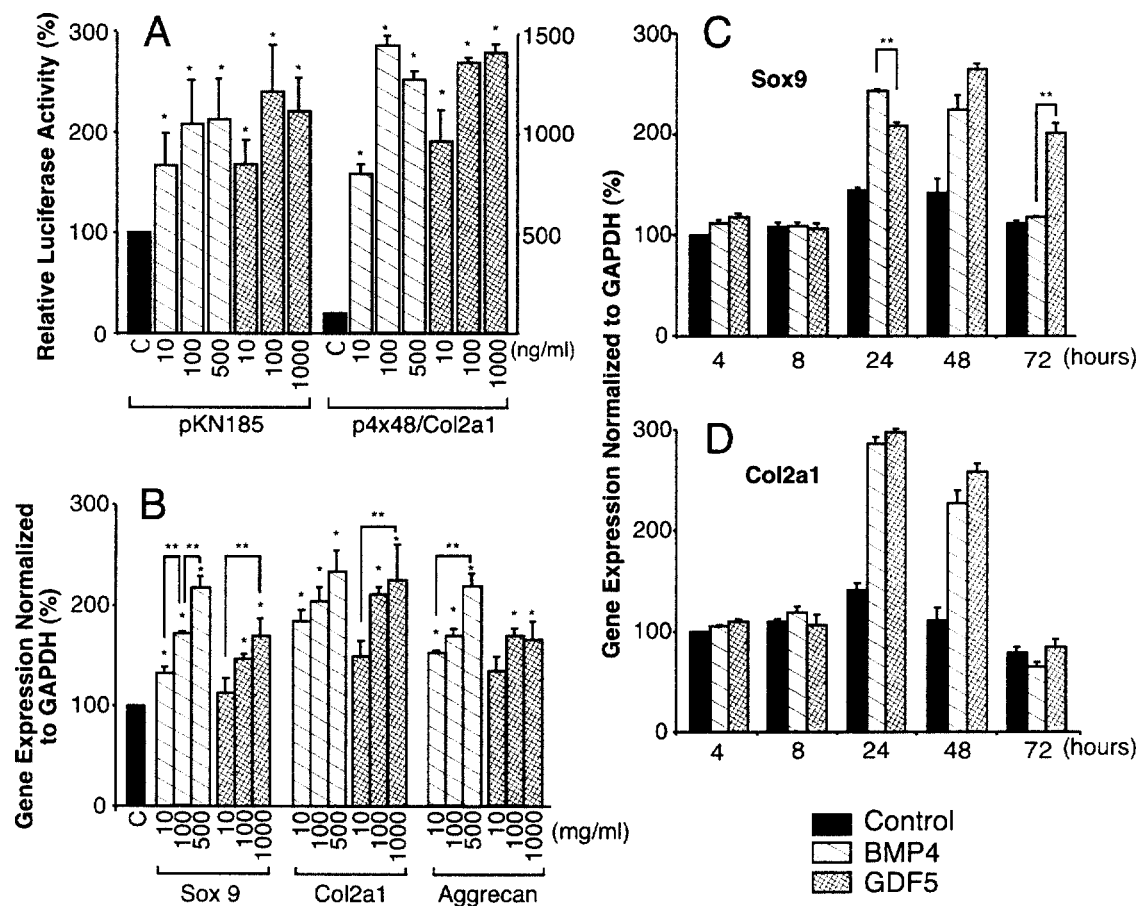 A
Relative Luciferase Activity (%)
300
200
100
0
1500
1000
500
* * * * * * * * * * * *
C 10 100 500 10 100 1000 C 10 100 5 10 100 1000 (ng/ml)
pKN185 p4x48/Col2a1
B
Gene Expression Normalized
to GAPDH (%)
300
200
100
0
** ** ** ** **
* * * * * * * * * * * * * *
C 10 100 500 10 100 1000 10 100 500 10 100 1000 10 100 500 10 100 1000 (mg/ml)
Sox 9 Col2a1 Aggrecan
Gene Expression Normalized to GAPDH (%)
C
Sox9
300
200
100
0
** **
4 8 24 48 72 (hours)
D
Col2a1
300
200
100
0
4 8 24 48 72 (hours)
Control
BMP4
GDF5